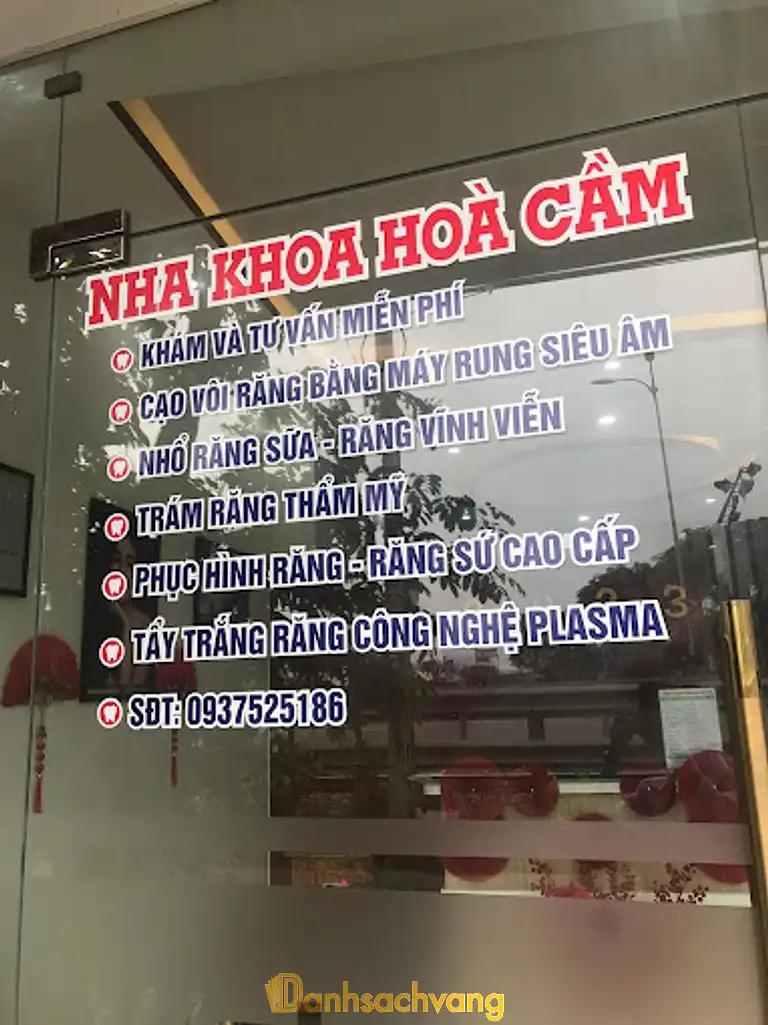 NHA KHOA HOÀ CẦM
KHÁM VÀ TƯ VẤN MIỄN PHÍ
CẠO VÔI RĂNG BẰNG MÁY RUNG SIÊU ÂM
NHỔ RĂNG SỮA - RĂNG VĨNH VIỄN
TRÁM RĂNG THẨM MỸ
PHỤC HÌNH RĂNG - RĂNG SỨ CAO CẤP
TẨY TRẮNG RĂNG CÔNG NGHỆ PLASMA
SĐT: 0937525186
Danhsachvang